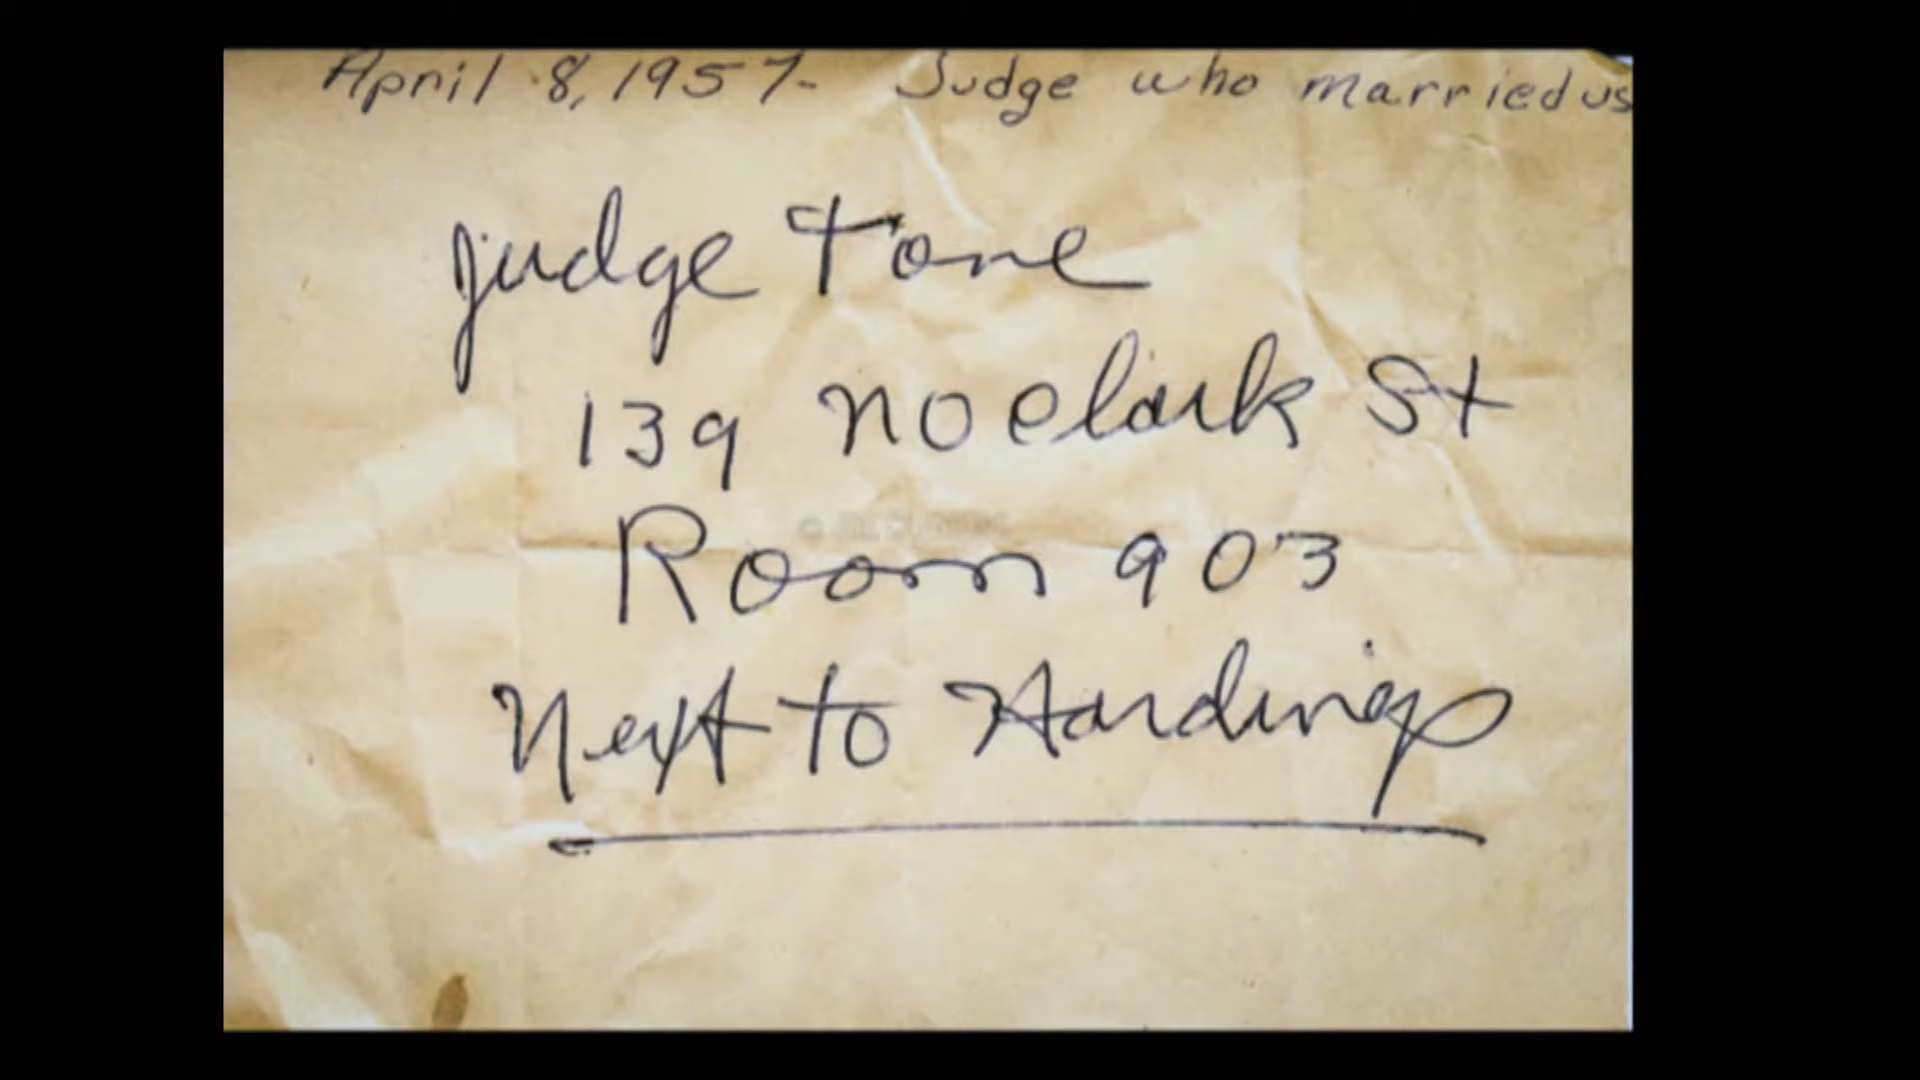 April 8, 1957- Judge who married us
judge Tone
139 no clark St
Room 903
Next to Hardings